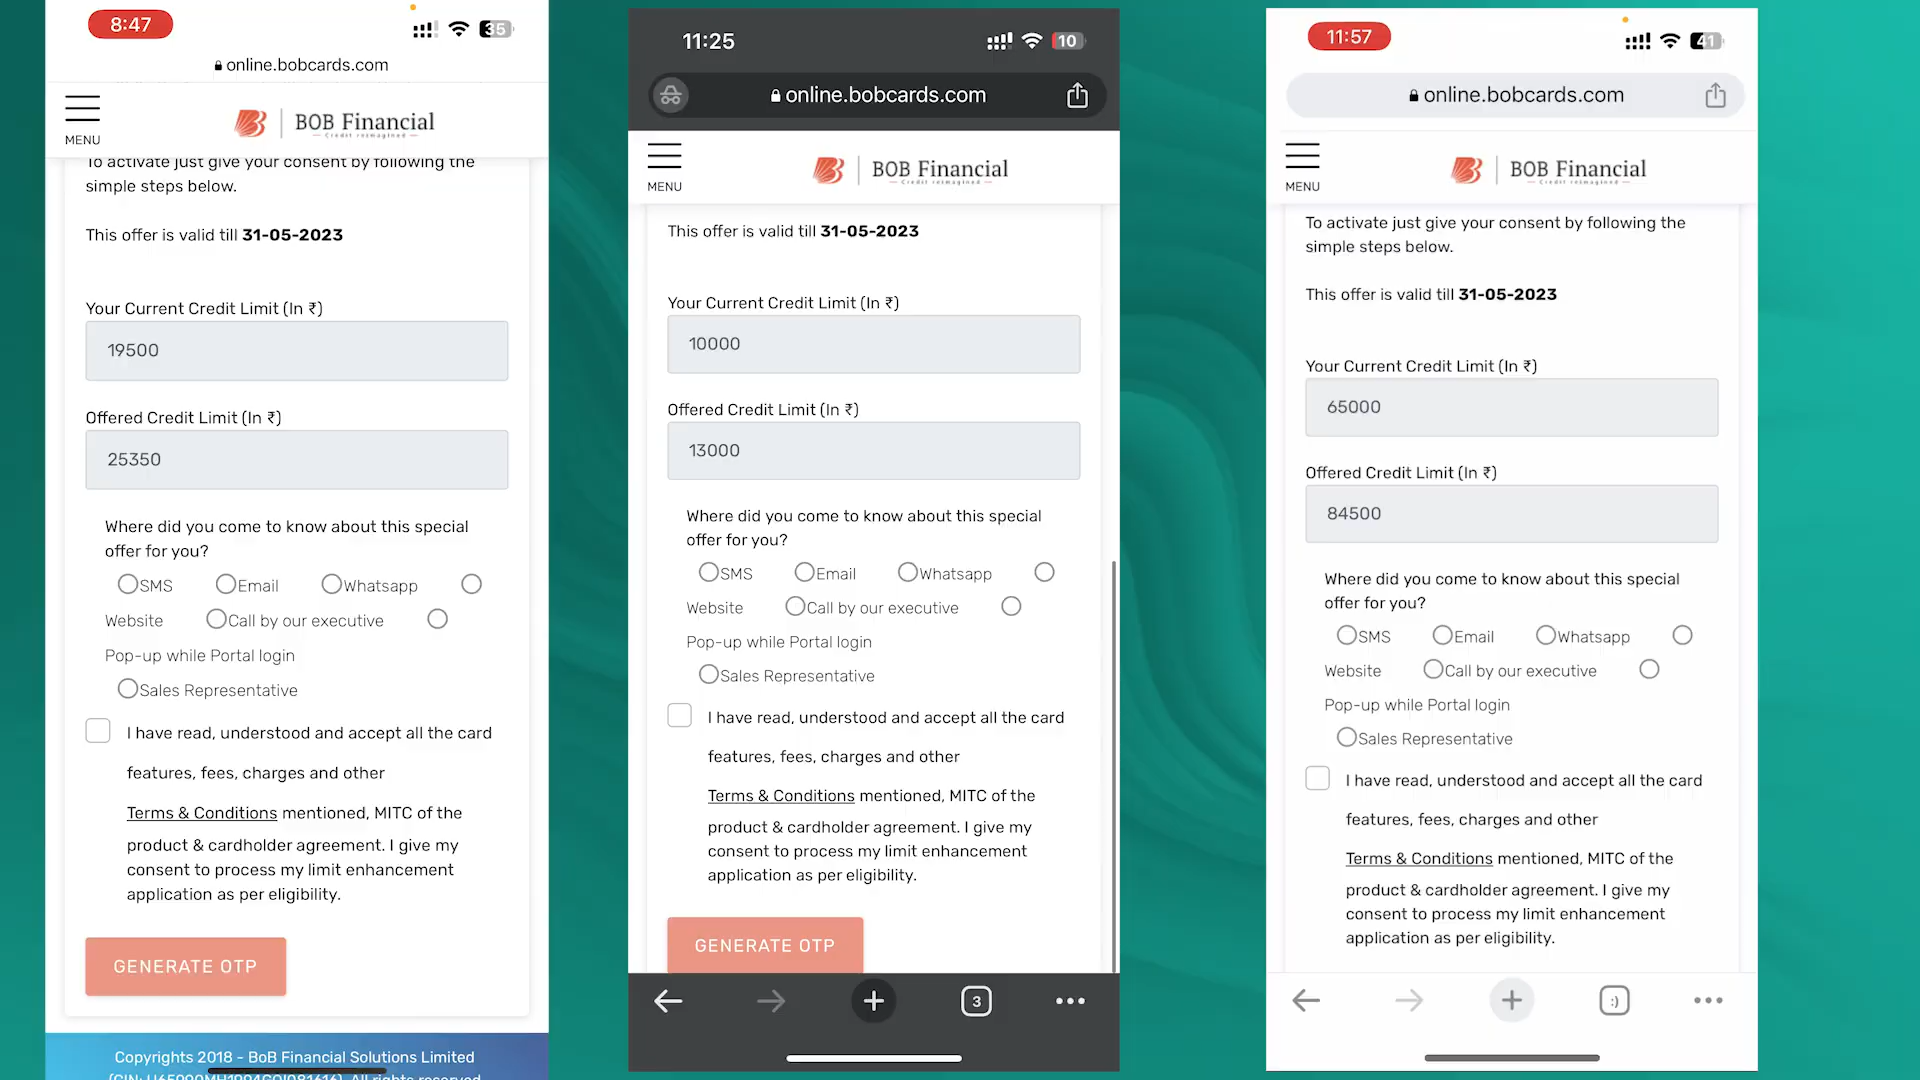 8:47
35
online.bobcards.com
MENU
BOB Financial
Credit reimagined
To activate just give your consent by following the
simple steps below.
This offer is valid till 31-05-2023
Your Current Credit Limit (In ₹)
19500
Offered Credit Limit (In ₹)
25350
Where did you come to know about this special
offer for you?
SMS Email Whatsapp
Website Call by our executive
Pop-up while Portal login
Sales Representative
I have read, understood and accept all the card
features, fees, charges and other
Terms & Conditions mentioned, MITC of the
product & cardholder agreement. I give my
consent to process my limit enhancement
application as per eligibility.
GENERATE OTP
Copyrights 2018 - BoB Financial Solutions Limited
(CIN: U65990MH1994GOI081616). All rights reserved
11:25
10
online.bobcards.com
MENU
BOB Financial
Credit reimagined
This offer is valid till 31-05-2023
Your Current Credit Limit (In ₹)
10000
Offered Credit Limit (In ₹)
13000
Where did you come to know about this special
offer for you?
SMS Email Whatsapp
Website Call by our executive
Pop-up while Portal login
Sales Representative
I have read, understood and accept all the card
features, fees, charges and other
Terms & Conditions mentioned, MITC of the
product & cardholder agreement. I give my
consent to process my limit enhancement
application as per eligibility.
GENERATE OTP
3
11:57
41
online.bobcards.com
MENU
BOB Financial
Credit reimagined
To activate just give your consent by following the
simple steps below.
This offer is valid till 31-05-2023
Your Current Credit Limit (In ₹)
65000
Offered Credit Limit (In ₹)
84500
Where did you come to know about this special
offer for you?
SMS Email Whatsapp
Website Call by our executive
Pop-up while Portal login
Sales Representative
I have read, understood and accept all the card
features, fees, charges and other
Terms & Conditions mentioned, MITC of the
product & cardholder agreement. I give my
consent to process my limit enhancement
application as per eligibility.
:)